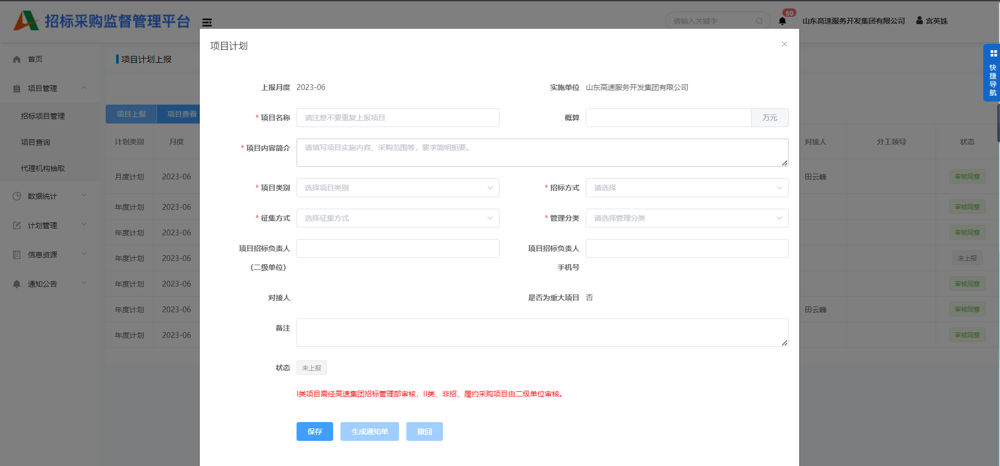 招标采购监督管理平台
请输入关键字
50
山东高速服务开发集团有限公司
宫英姝
首页
项目管理
招标项目管理
项目查询
代理机构抽取
数据统计
计划管理
信息资源
通知公告
项目计划上报
项目上报 项目查看
计划类别 月度 对接人 分工领导 状态
月度计划 2023-06 田云峰 审核同意
年度计划 2023-06 审核同意
年度计划 2023-06 审核同意
年度计划 2023-06 未上报
年度计划 2023-06 审核同意
年度计划 2023-06 田云峰 审核同意
年度计划 2023-06 审核同意
快捷导航
项目计划
上报月度 2023-06 实施单位 山东高速服务开发集团有限公司
* 项目名称 请注意不要重复上报项目 概算 万元
* 项目内容简介 请填写项目实施内容、采购范围等，要求简明扼要。
* 项目类别 选择项目类别 * 招标方式 请选择
* 征集方式 选择征集方式 * 管理分类 请选择管理分类
项目招标负责人 项目招标负责人
（二级单位） 手机号
对接人 是否为重大项目 否
备注
状态 未上报
I类项目需经高速集团招标管理部审核，II类、非招、履约采购项目由二级单位审核。
保存 生成通知单 撤回